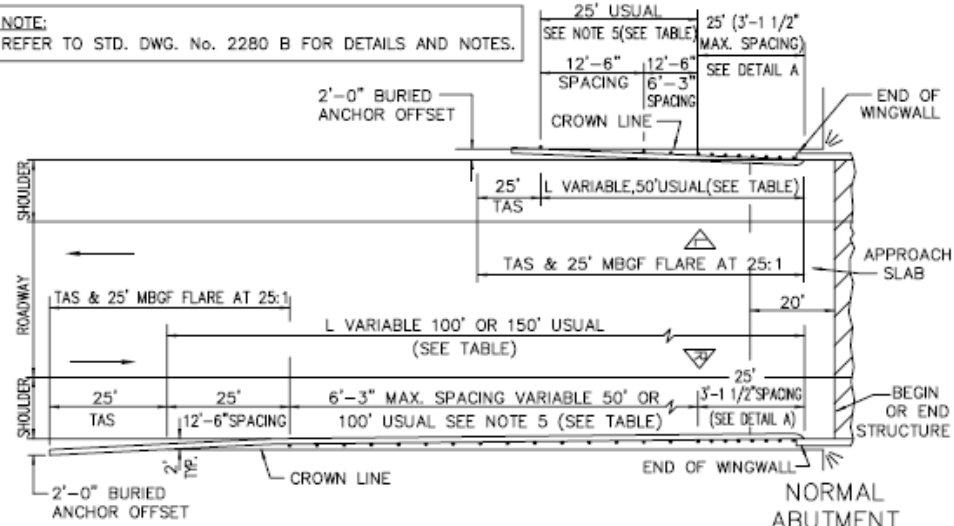 NOTE:
REFER TO STD. DWG. No. 2280 B FOR DETAILS AND NOTES.
25' USUAL
SEE NOTE 5(SEE TABLE)
25' (3'-1 1/2"
MAX. SPACING)
SEE DETAIL A
12'-6"
SPACING
12'-6"
6'-3"
SPACING
2'-0" BURIED
ANCHOR OFFSET
CROWN LINE
END OF
WINGWALL
SHOULDER
25'
TAS
L VARIABLE,50'USUAL(SEE TABLE)
L
TAS & 25' MBGF FLARE AT 25:1
APPROACH
SLAB
ROADWAY
TAS & 25' MBGF FLARE AT 25:1
20'
L VARIABLE 100' OR 150' USUAL
(SEE TABLE)
R
SHOULDER
25'
TAS
25'
12'-6"SPACING
6'-3" MAX. SPACING VARIABLE 50' OR
100' USUAL SEE NOTE 5 (SEE TABLE)
25'
3'-1 1/2"SPACING
(SEE DETAIL A)
BEGIN
OR END
STRUCTURE
2'
TYP.
CROWN LINE
END OF WINGWALL
2'-0" BURIED
ANCHOR OFFSET
NORMAL
ABUTMENT